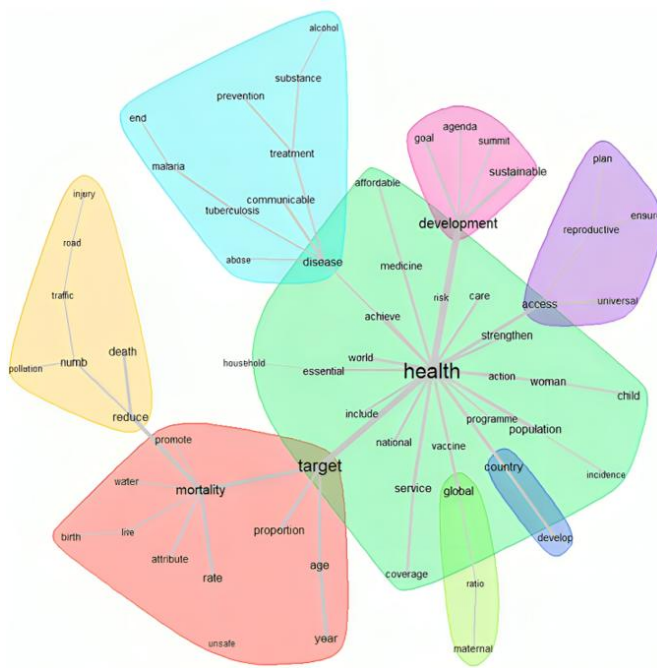 alcohol
substance
prevention
end
treatment
malaria
communicable
tuberculosis
abuse
disease
goal
agenda
summit
sustainable
development
plan
ensure
reproductive
access
universal
affordable
medicine
risk
care
achieve
strengthen
world
household
essential
health
action
woman
child
include
programme
population
national
vaccine
country
incidence
service
global
develop
coverage
ratio
maternal
injury
road
traffic
pollution
numb
death
reduce
promote
target
water
mortality
birth
live
proportion
attribute
rate
age
unsafe
year